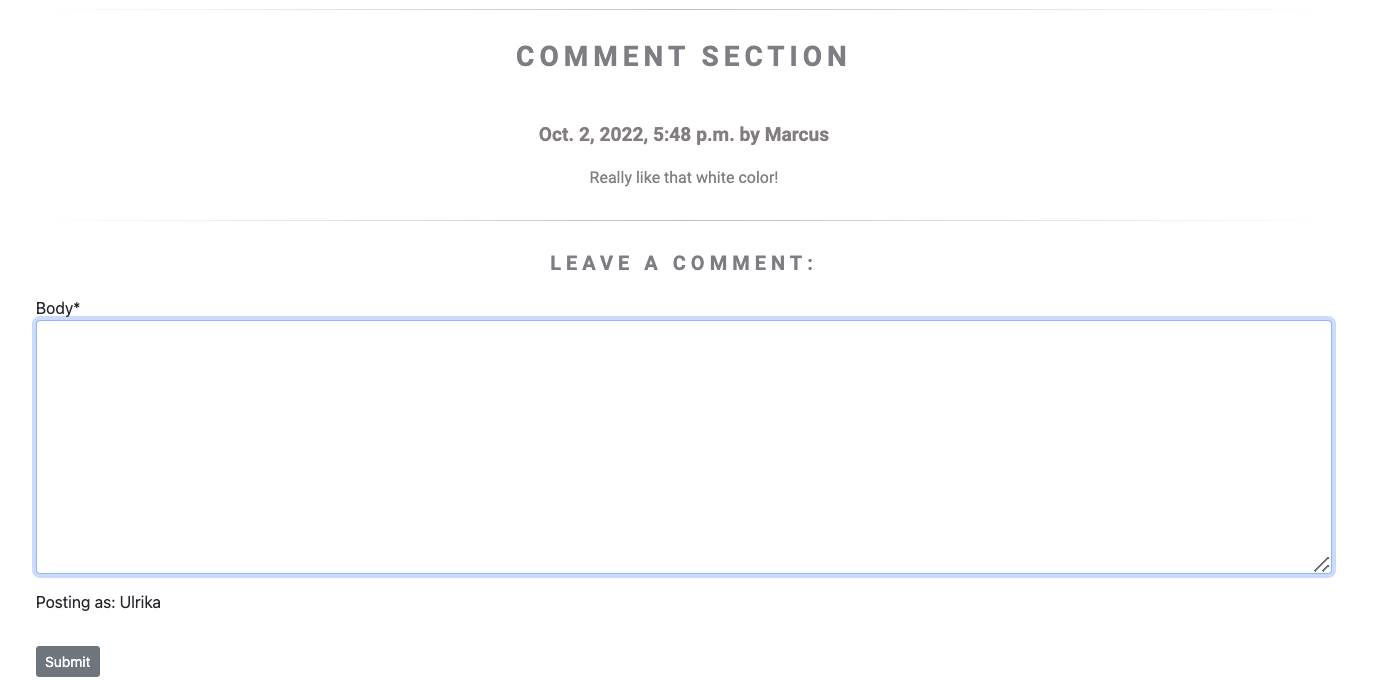 COMMENT SECTION
Oct. 2, 2022, 5:48 p.m. by Marcus
Really like that white color!
LEAVE A COMMENT:
Body*
Posting as: Ulrika
Submit